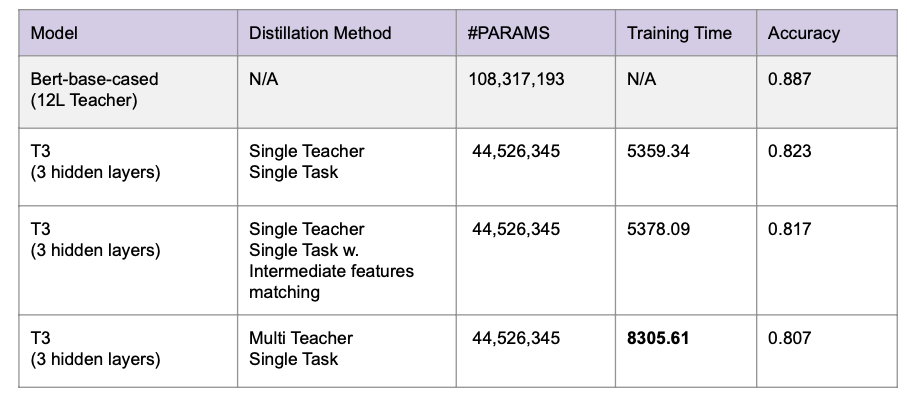 Model Distillation Method #PARAMS Training Time Accuracy
Bert-base-cased N/A 108,317,193 N/A 0.887
(12L Teacher)
T3 Single Teacher 44,526,345 5359.34 0.823
(3 hidden layers) Single Task
T3 Single Teacher 44,526,345 5378.09 0.817
(3 hidden layers) Single Task w.
Intermediate features
matching
T3 Multi Teacher 44,526,345 8305.61 0.807
(3 hidden layers) Single Task